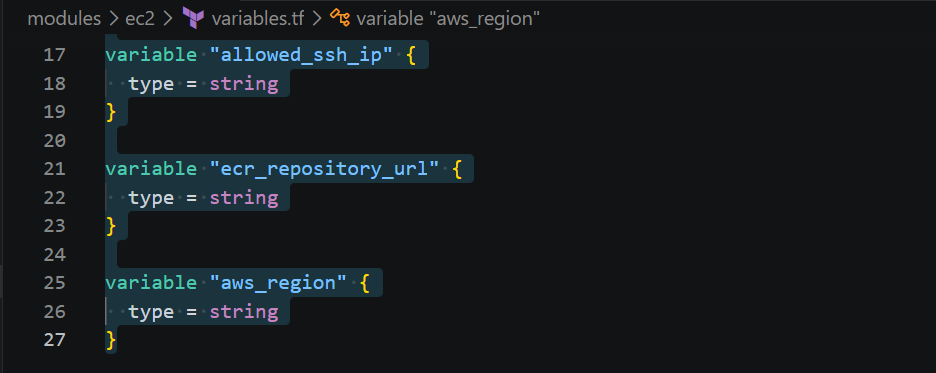 modules > ec2 > variables.tf > variable "aws_region"
17 variable "allowed_ssh_ip" {
18   type = string
19 }
20
21 variable "ecr_repository_url" {
22   type = string
23 }
24
25 variable "aws_region" {
26   type = string
27 }